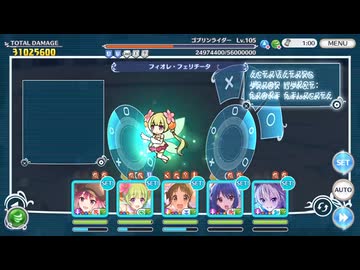 TOTAL DAMAGE
31025600
ゴブリンライダー Lv.105
24974400/56000000
1:00
MENU
フィオレ・フェリチータ
SET
AUTO
SET
SET
SET
SET
SET